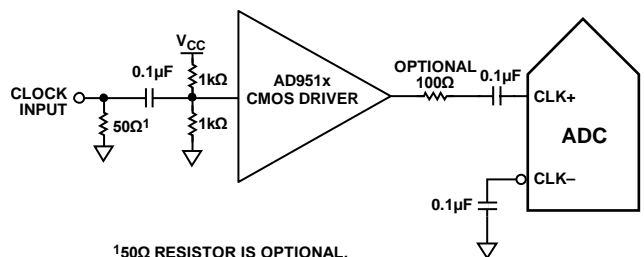 CLOCK
INPUT
50Ω¹
0.1µF
VCC
1kΩ
1kΩ
AD951x
CMOS DRIVER
OPTIONAL
100Ω
0.1µF
CLK+
ADC
CLK–
0.1µF
¹50Ω RESISTOR IS OPTIONAL.